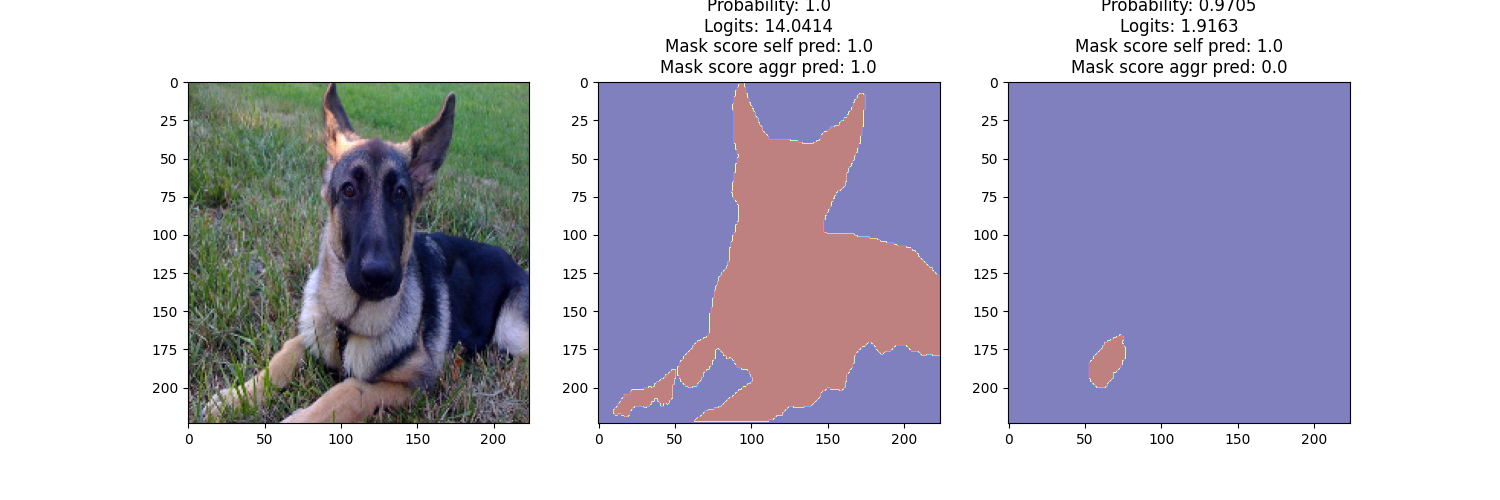 Probability: 1.0
Logits: 14.0414
Mask score self pred: 1.0
Mask score aggr pred: 1.0
Probability: 0.9705
Logits: 1.9163
Mask score self pred: 1.0
Mask score aggr pred: 0.0
0
25
50
75
100
125
150
175
200
0 50 100 150 200
0
25
50
75
100
125
150
175
200
0 50 100 150 200
0
25
50
75
100
125
150
175
200
0 50 100 150 200